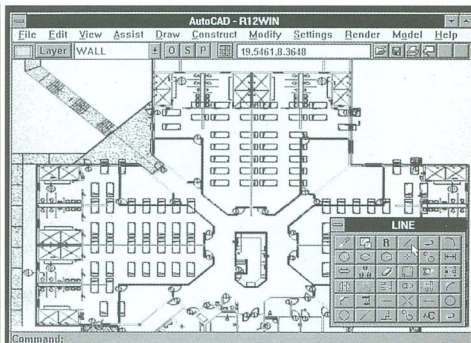 AutoCAD - R12WIN
File Edit View Assist Draw Construct Modify Settings Render Model Help
Layer WALL O S P 19.5461,8.3648
LINE
R
Command: